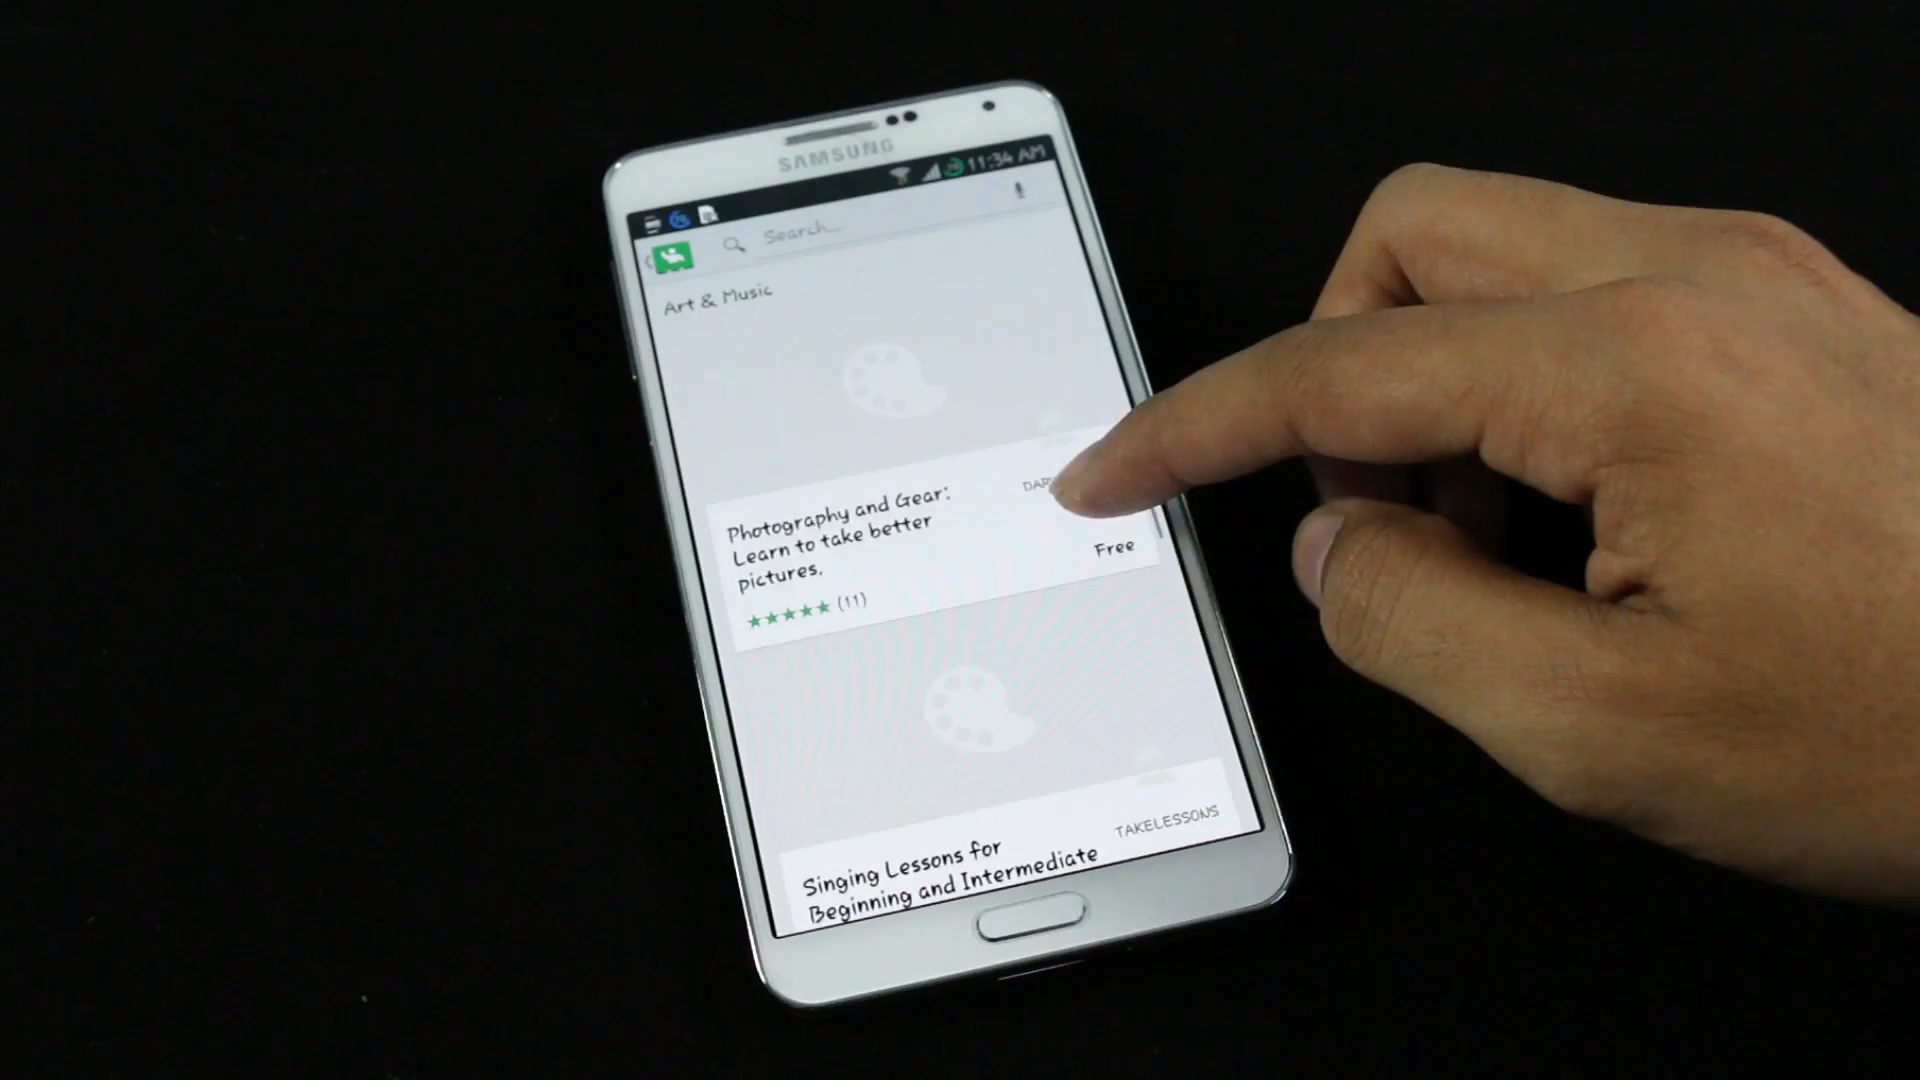 SAMSUNG
11:34 AM
Search...
Art & Music
Photography and Gear:
Learn to take better
pictures.
Free
(11)
TAKELESSONS
Singing Lessons for
Beginning and Intermediate